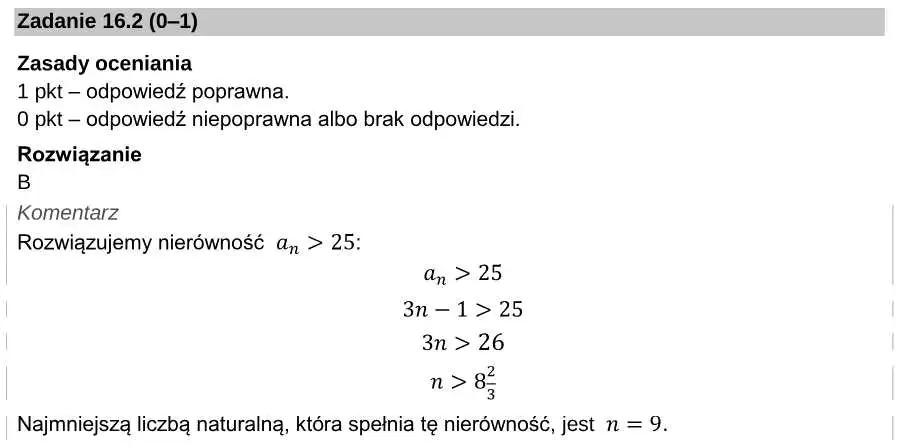 Zadanie 16.2 (0–1)
Zasady oceniania
1 pkt – odpowiedź poprawna.
0 pkt – odpowiedź niepoprawna albo brak odpowiedzi.
Rozwiązanie
B
Komentarz
Rozwiązujemy nierówność aₙ > 25:
aₙ > 25
3n − 1 > 25
3n > 26
n > 8 2/3
Najmniejszą liczbą naturalną, która spełnia tę nierówność, jest n = 9.